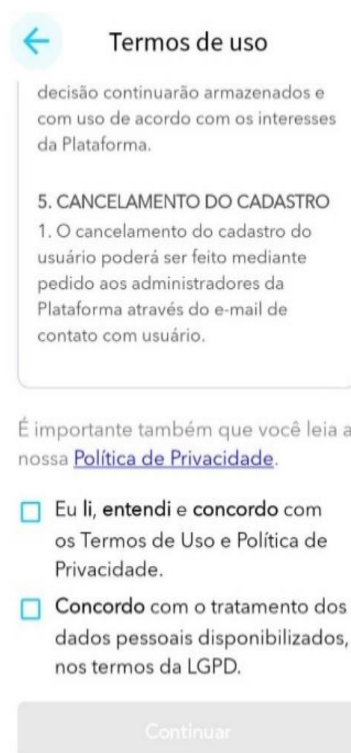 Termos de uso
decisão continuarão armazenados e
com uso de acordo com os interesses
da Plataforma.
5. CANCELAMENTO DO CADASTRO
1. O cancelamento do cadastro do
usuário poderá ser feito mediante
pedido aos administradores da
Plataforma através do e-mail de
contato com usuário.
É importante também que você leia a
nossa Política de Privacidade.
Eu li, entendi e concordo com
os Termos de Uso e Política de
Privacidade.
Concordo com o tratamento dos
dados pessoais disponibilizados,
nos termos da LGPD.
Continuar